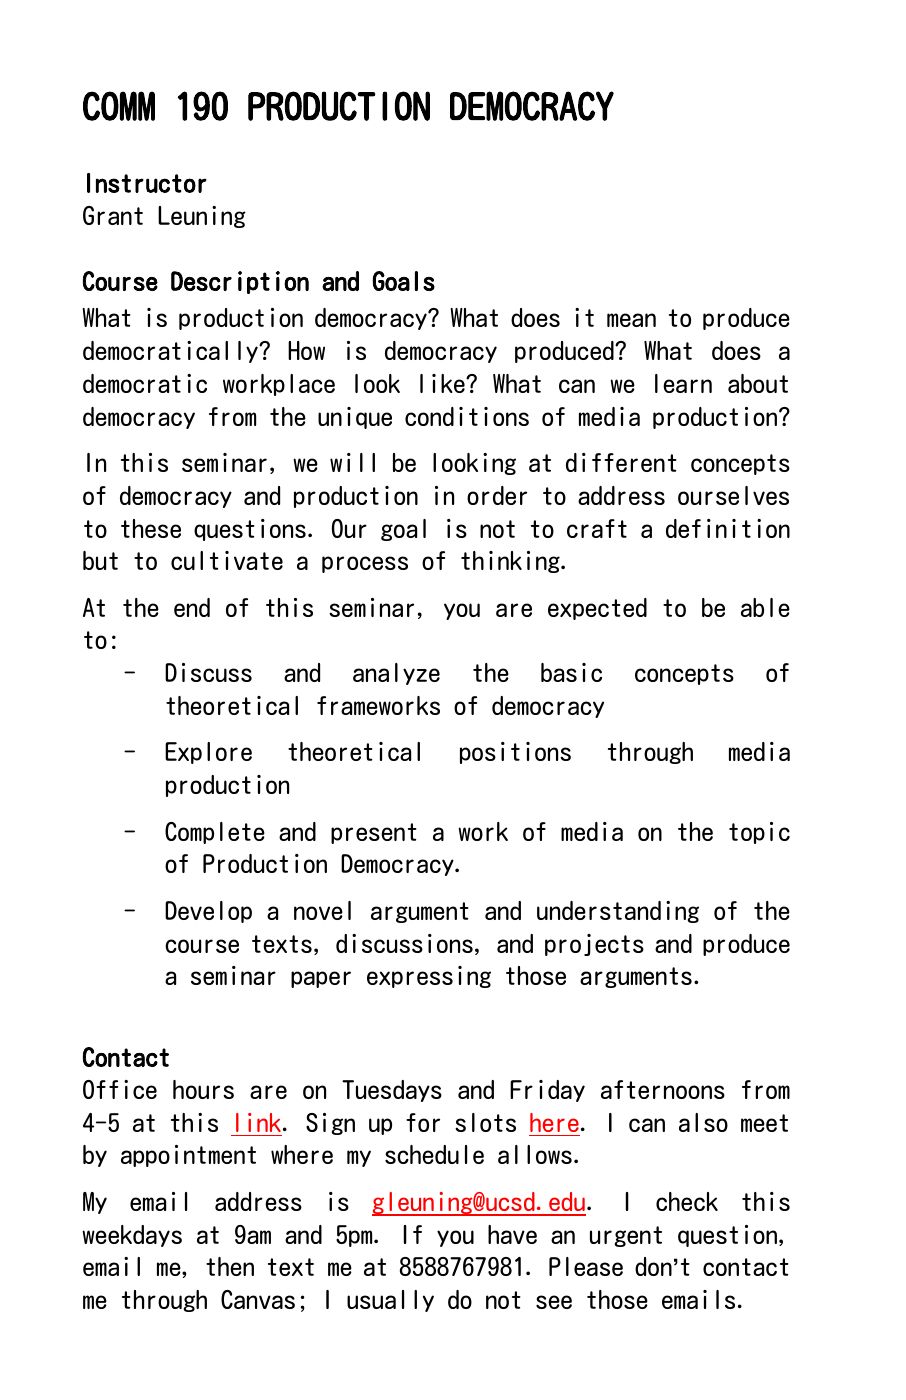 COMM 190 PRODUCTION DEMOCRACY
Instructor
Grant Leuning
Course Description and Goals
What is production democracy? What does it mean to produce
democratically? How is democracy produced? What does a
democratic workplace look like? What can we learn about
democracy from the unique conditions of media production?
In this seminar, we will be looking at different concepts
of democracy and production in order to address ourselves
to these questions. Our goal is not to craft a definition
but to cultivate a process of thinking.
At the end of this seminar, you are expected to be able
to:
- Discuss and analyze the basic concepts of
theoretical frameworks of democracy
- Explore theoretical positions through media
production
- Complete and present a work of media on the topic
of Production Democracy.
- Develop a novel argument and understanding of the
course texts, discussions, and projects and produce
a seminar paper expressing those arguments.
Contact
Office hours are on Tuesdays and Friday afternoons from
4-5 at this link. Sign up for slots here. I can also meet
by appointment where my schedule allows.
My email address is gleuning@ucsd.edu. I check this
weekdays at 9am and 5pm. If you have an urgent question,
email me, then text me at 8588767981. Please don’t contact
me through Canvas; I usually do not see those emails.